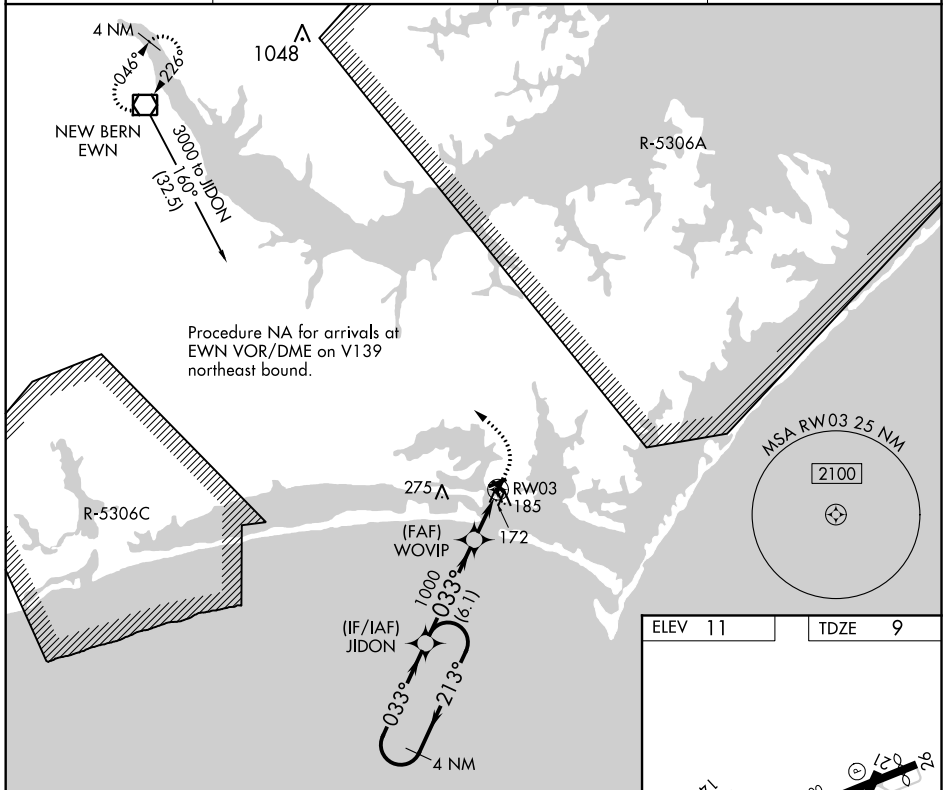 4 NM
046°
226°
1048
NEW BERN
EWN
3000 to JIDON
160°
(32.5)
R-5306A
Procedure NA for arrivals at
EWN VOR/DME on V139
northeast bound.
MSA RW03 25 NM
2100
R-5306C
275
RW03
185
172
(FAF)
WOVIP
1000
033°
(6.1)
(IF/IAF)
JIDON
033°
213°
4 NM
ELEV 11
TDZE 9
P
21
26